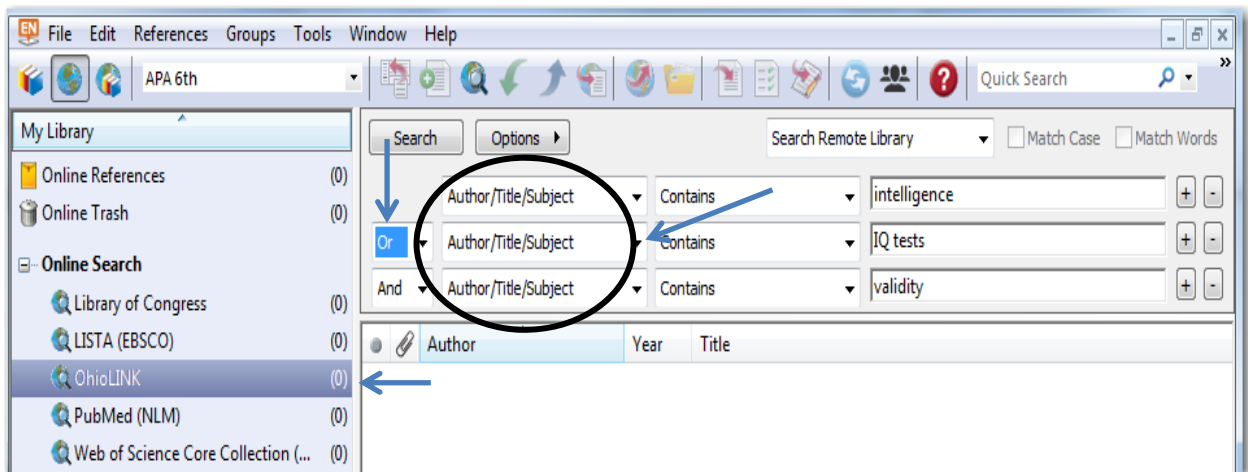 EN File Edit References Groups Tools Window Help
APA 6th Quick Search »
My Library
Online References (0)
Online Trash (0)
Online Search
Library of Congress (0)
LISTA (EBSCO) (0)
OhioLINK (0)
PubMed (NLM) (0)
Web of Science Core Collection (... (0)
Search Options Search Remote Library Match Case Match Words
Author/Title/Subject Contains intelligence + -
Or Author/Title/Subject Contains IQ tests + -
And Author/Title/Subject Contains validity + -
Author Year Title